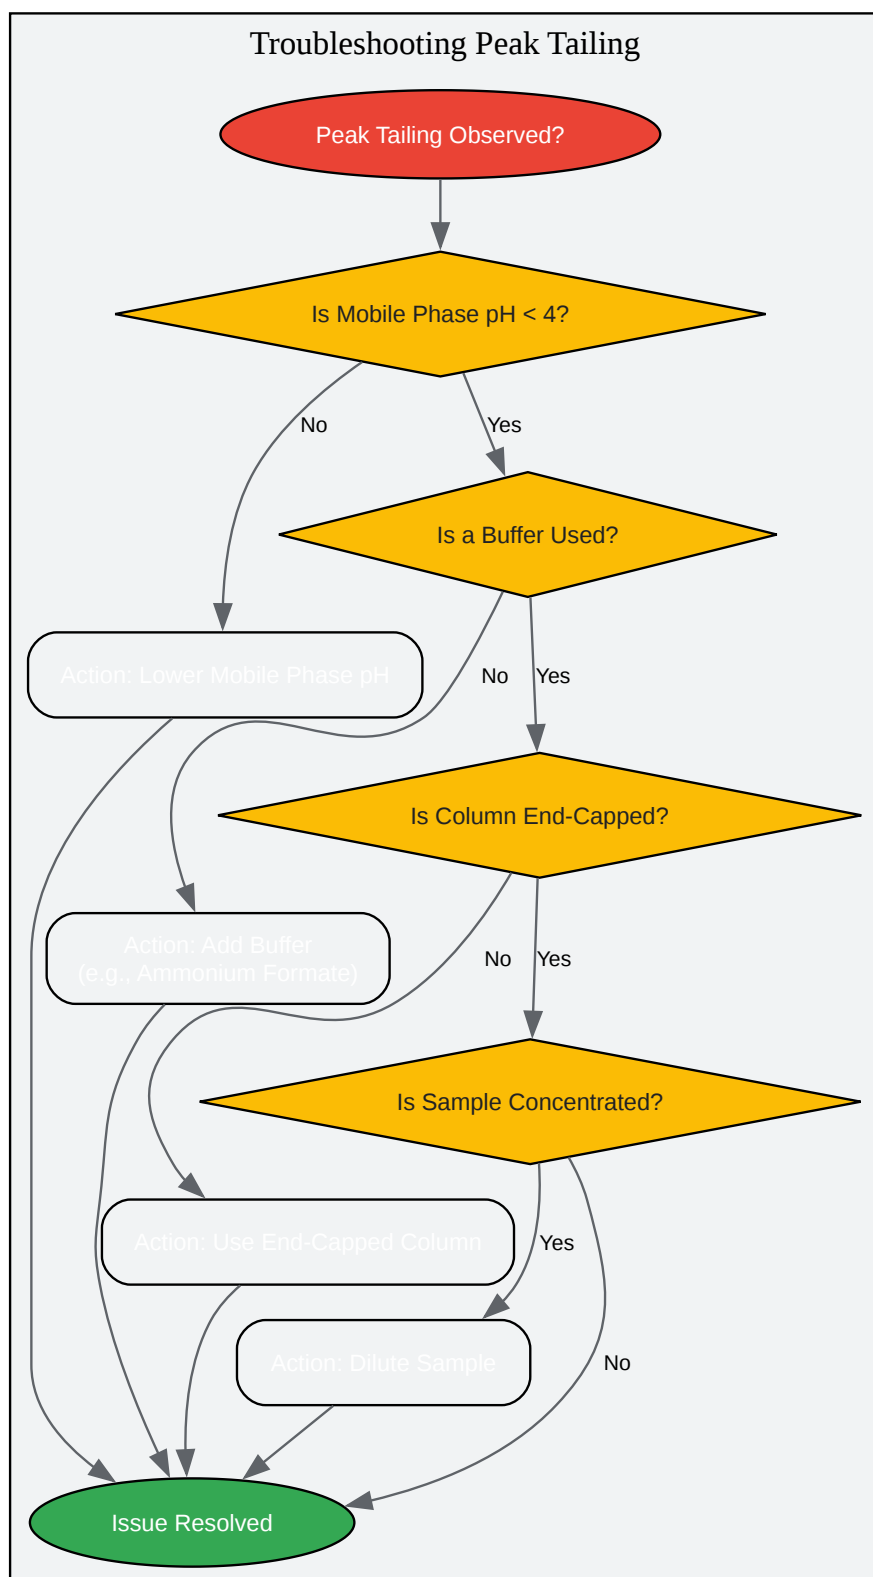 Troubleshooting Peak Tailing
Peak Tailing Observed?
Is Mobile Phase pH < 4?
No
Yes
Is a Buffer Used?
Action: Lower Mobile Phase pH
No
Yes
Is Column End-Capped?
Action: Add Buffer
(e.g., Ammonium Formate)
No
Yes
Is Sample Concentrated?
Action: Use End-Capped Column
Yes
Action: Dilute Sample
No
Issue Resolved